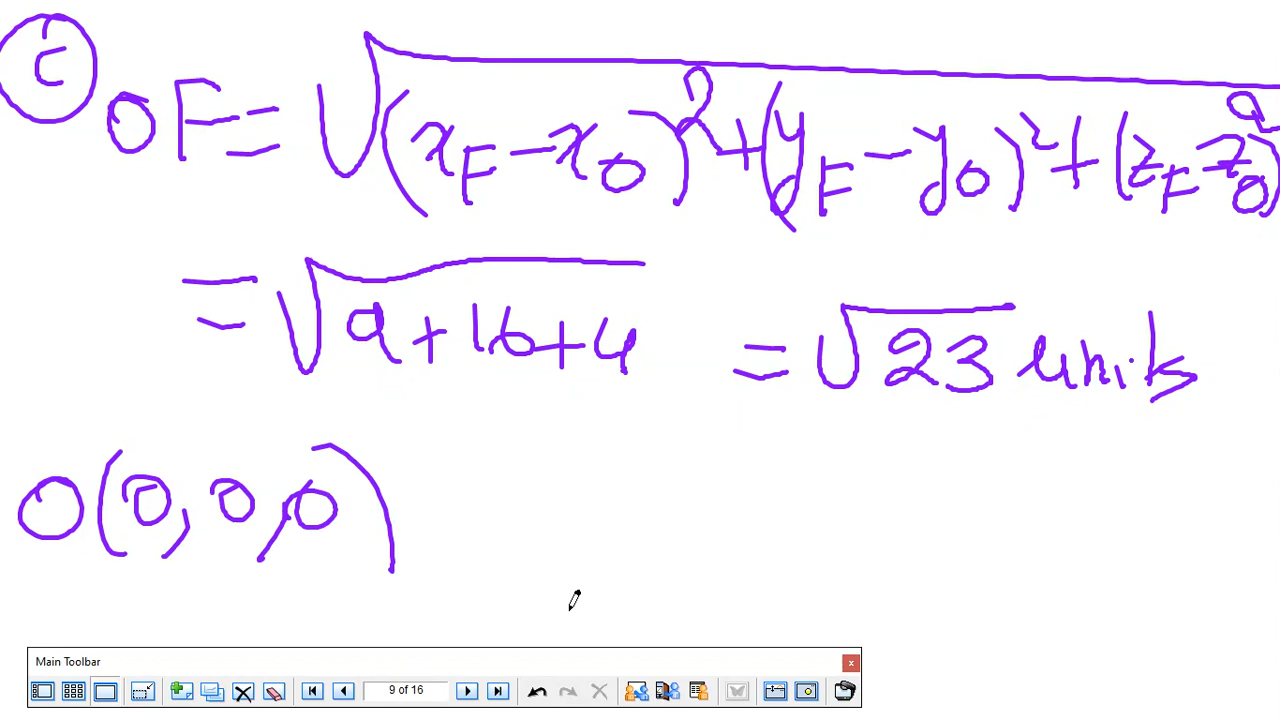 C
OF = √(x_F − x_O)² + (y_F − y_O)² + (z_F − z_O)²
= √9+16+4 = √23 units
O(0, 0, 0)
Main Toolbar
9 of 16